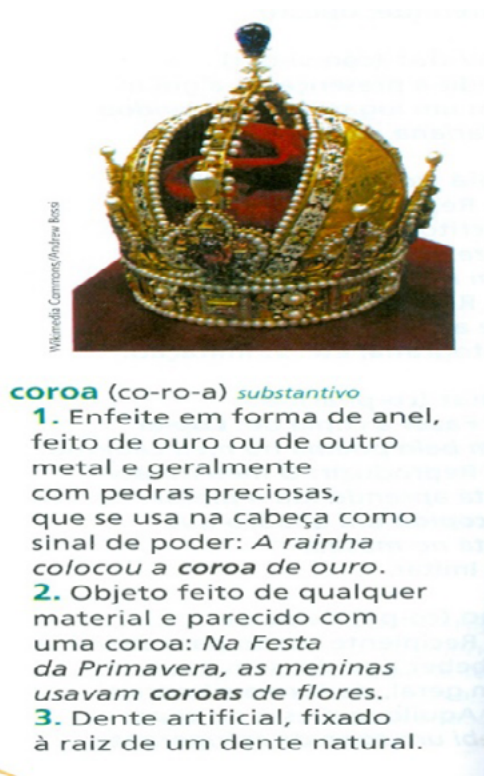 Wikimedia Commons/Andrew Bossi
coroa (co-ro-a) substantivo
1. Enfeite em forma de anel,
feito de ouro ou de outro
metal e geralmente
com pedras preciosas,
que se usa na cabeça como
sinal de poder: A rainha
colocou a coroa de ouro.
2. Objeto feito de qualquer
material e parecido com
uma coroa: Na Festa
da Primavera, as meninas
usavam coroas de flores.
3. Dente artificial, fixado
à raiz de um dente natural.